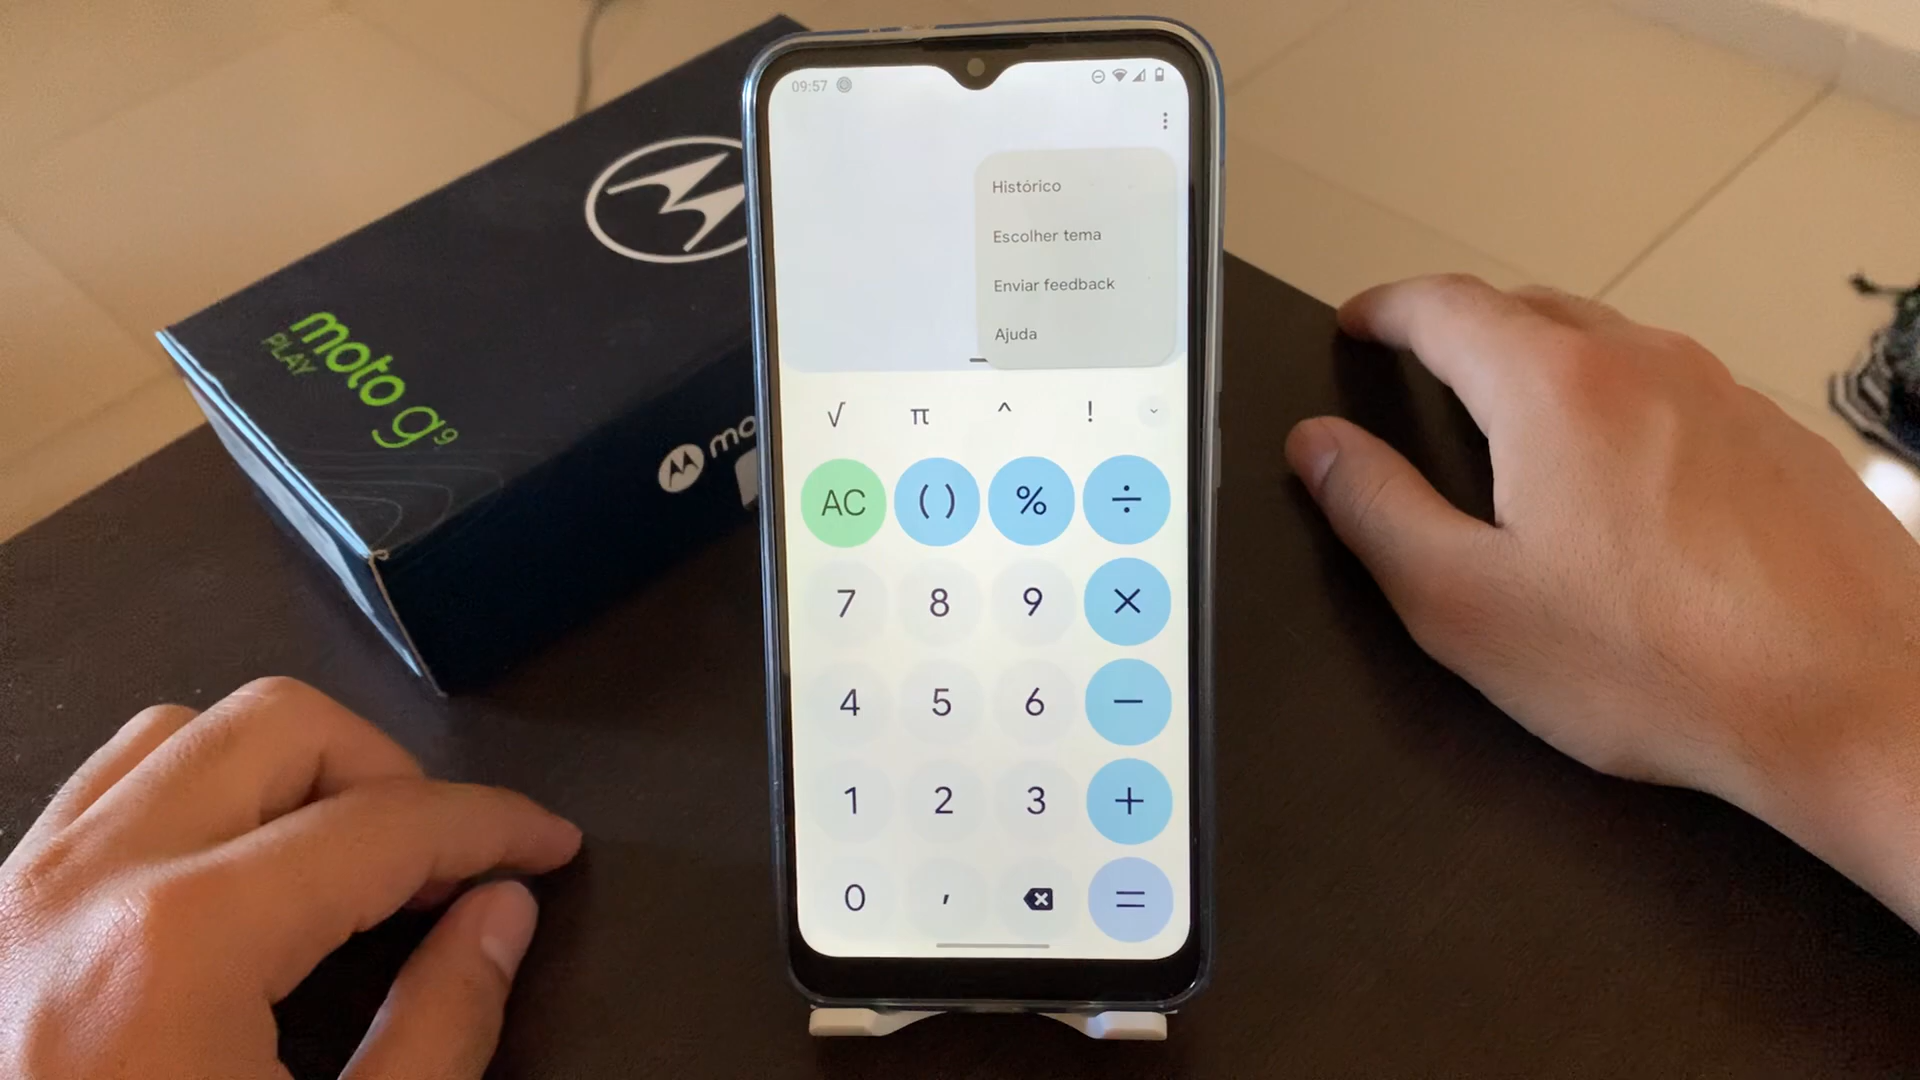 09:57
Histórico
Escolher tema
Enviar feedback
Ajuda
√ π ^ !
AC ( ) % ÷
7 8 9 ×
4 5 6 −
1 2 3 +
0 , =
moto g9
PLAY
mo